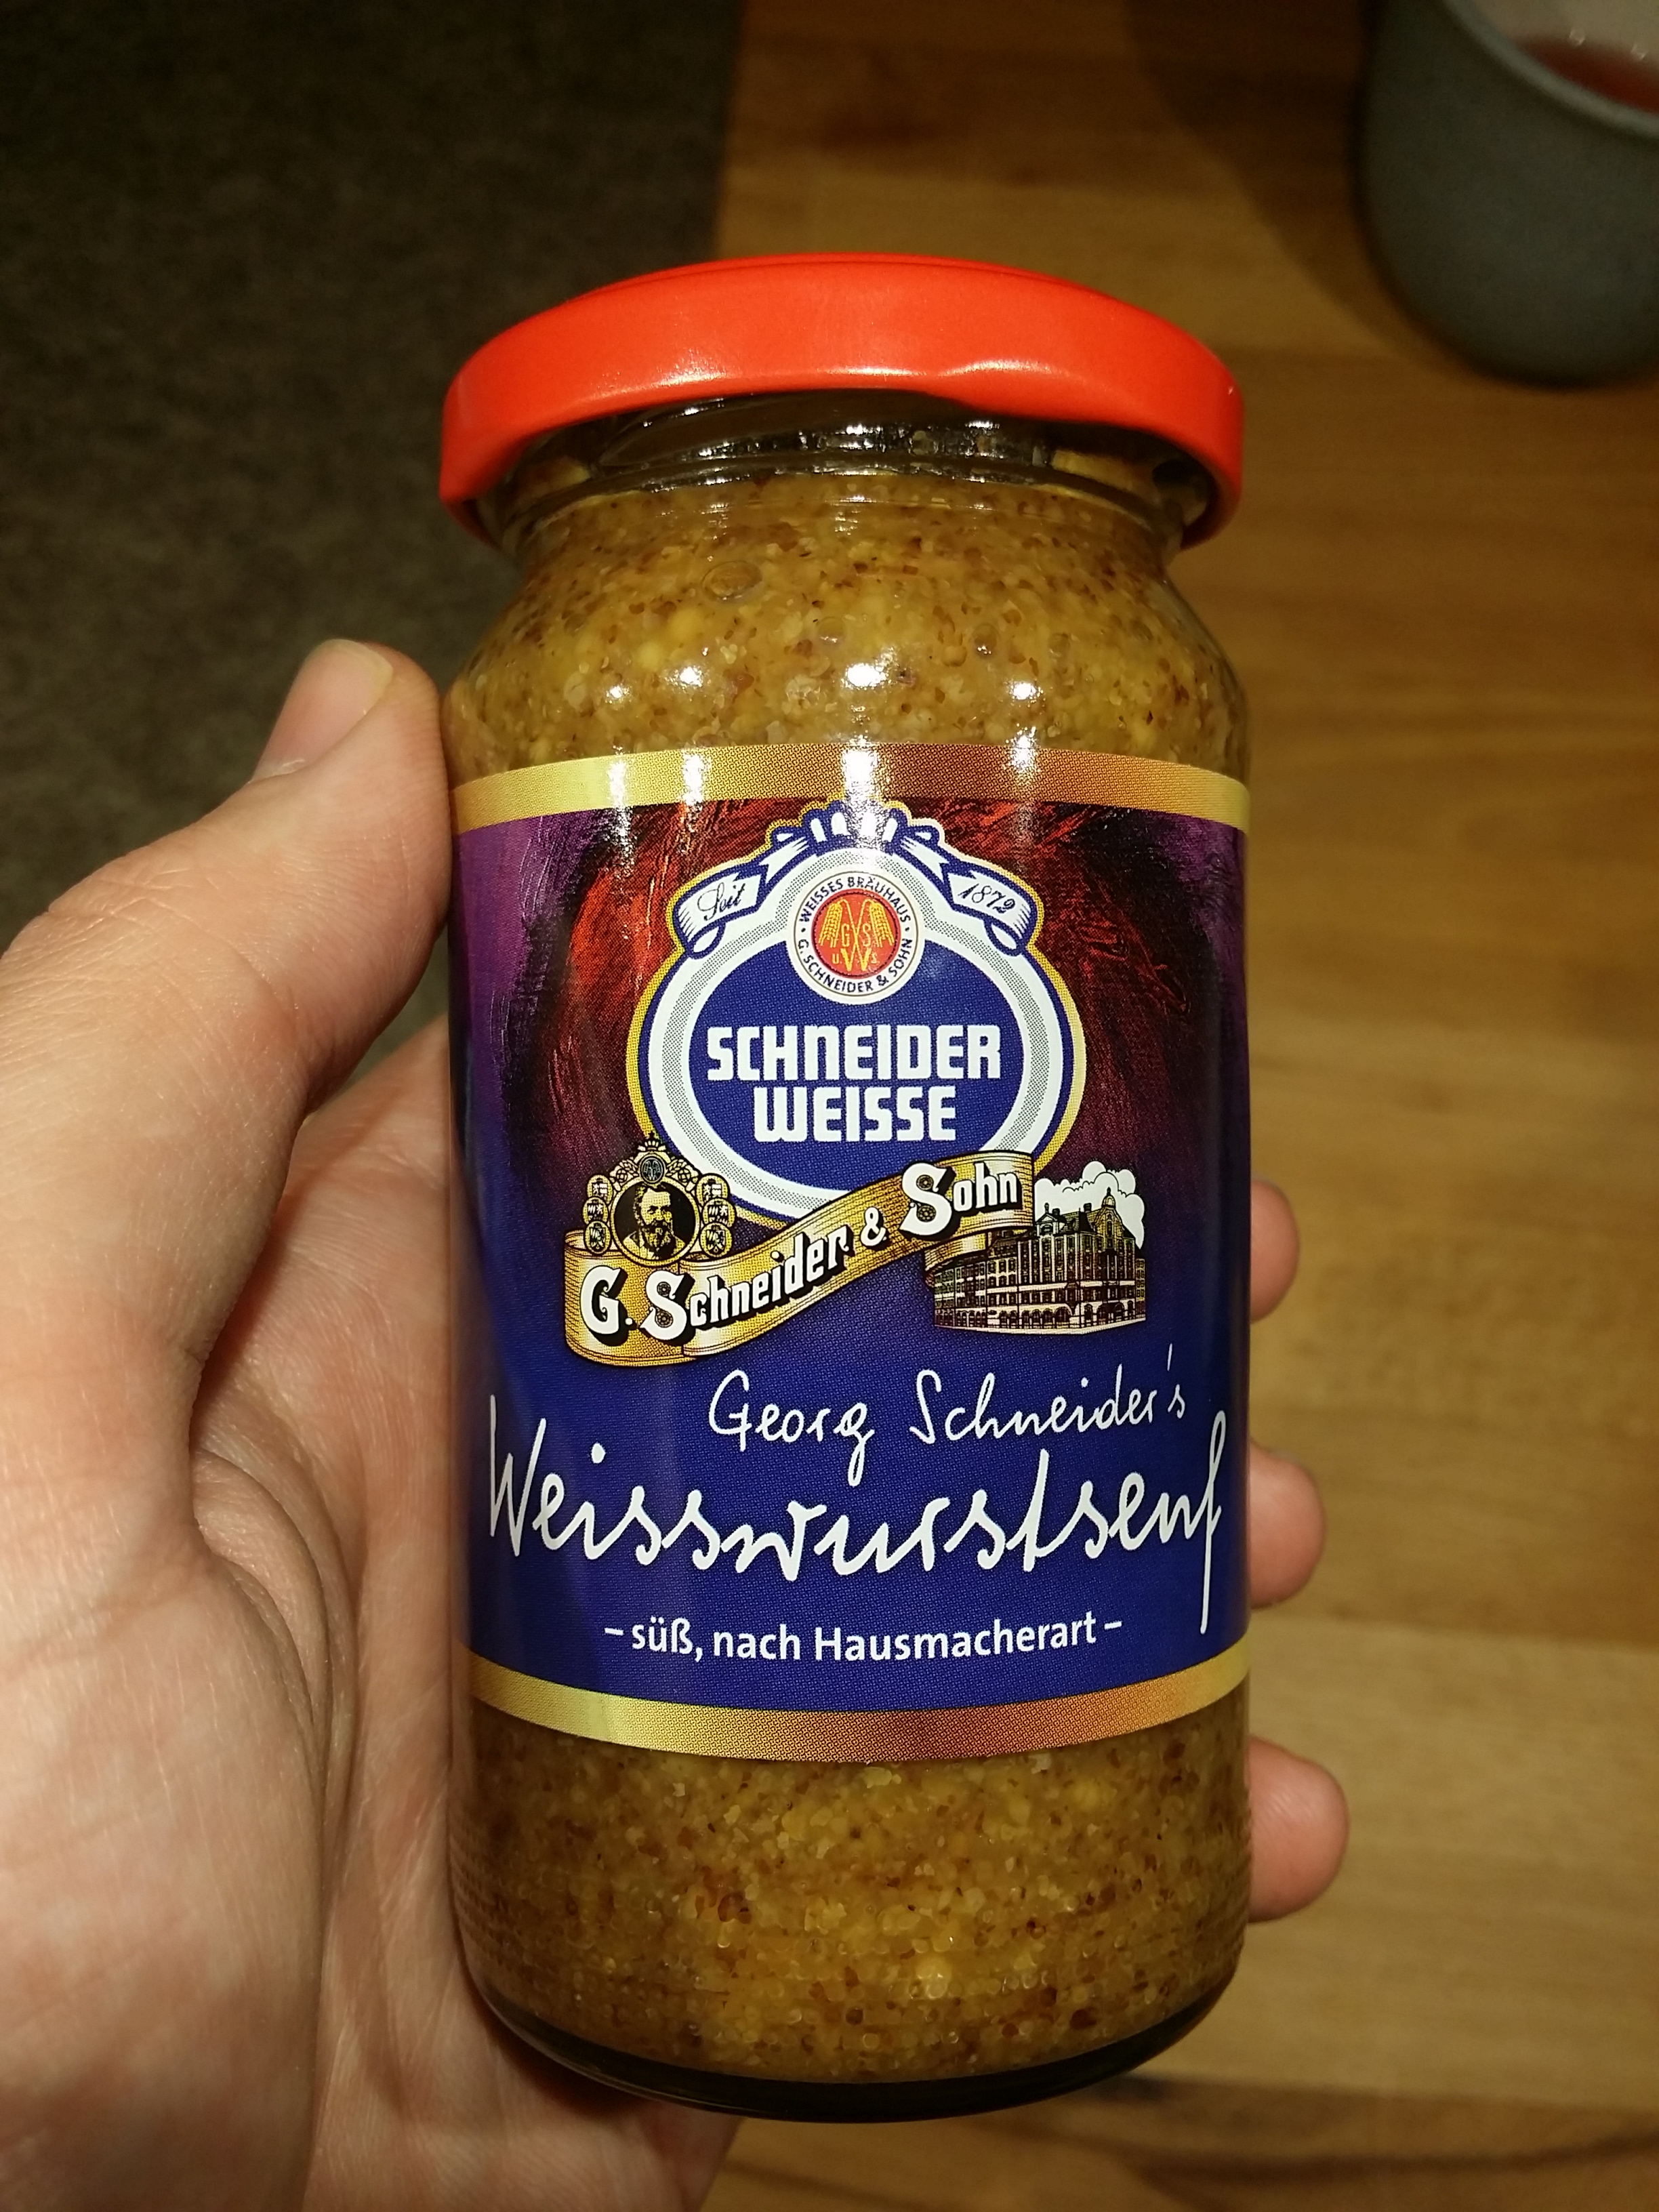 Seit 1872
WEISSES BRÄUHAUS
G S
u. W. s.
G. SCHNEIDER & SOHN
SCHNEIDER
WEISSE
G. Schneider & Sohn
Georg Schneider's
Weisswurstsenf
– süß, nach Hausmacherart –